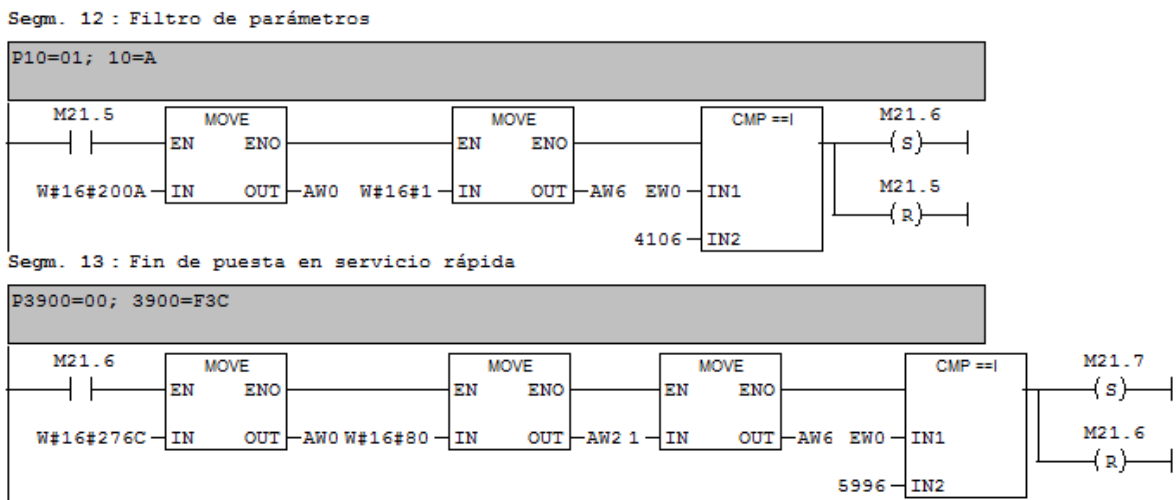 Segm. 12 : Filtro de parámetros
P10=01; 10=A
M21.5 MOVE MOVE CMP ==I M21.6
EN ENO EN ENO S
M21.5
W#16#200A IN OUT AW0 W#16#1 IN OUT AW6 EW0 IN1
R
4106 IN2
Segm. 13 : Fin de puesta en servicio rápida
P3900=00; 3900=F3C
M21.6 MOVE MOVE MOVE CMP ==I M21.7
EN ENO EN ENO EN ENO S
M21.6
W#16#276C IN OUT AW0 W#16#80 IN OUT AW2 1 IN OUT AW6 EW0 IN1
R
5996 IN2